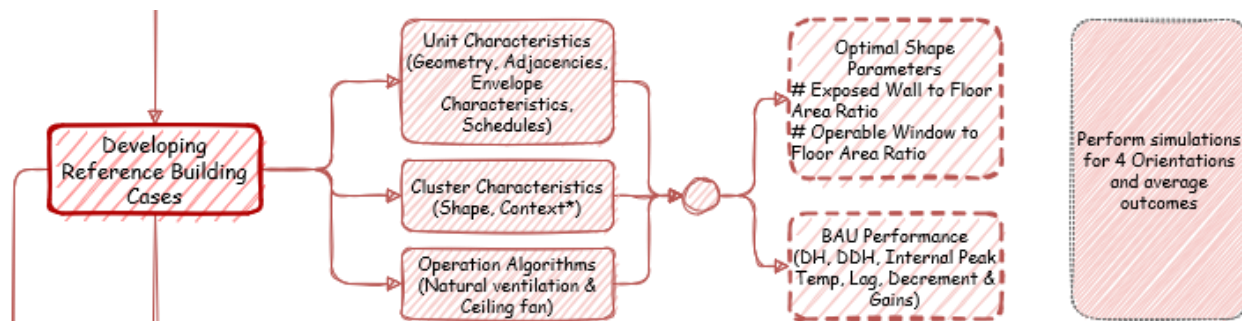 Developing
Reference Building
Cases
Unit Characteristics
(Geometry, Adjacencies,
Envelope
Characteristics,
Schedules)
Cluster Characteristics
(Shape, Context*)
Operation Algorithms
(Natural ventilation &
Ceiling fan)
Optimal Shape
Parameters
# Exposed Wall to Floor
Area Ratio
# Operable Window to
Floor Area Ratio
BAU Performance
(DH, DDH, Internal Peak
Temp, Lag, Decrement &
Gains)
Perform simulations
for 4 Orientations
and average
outcomes